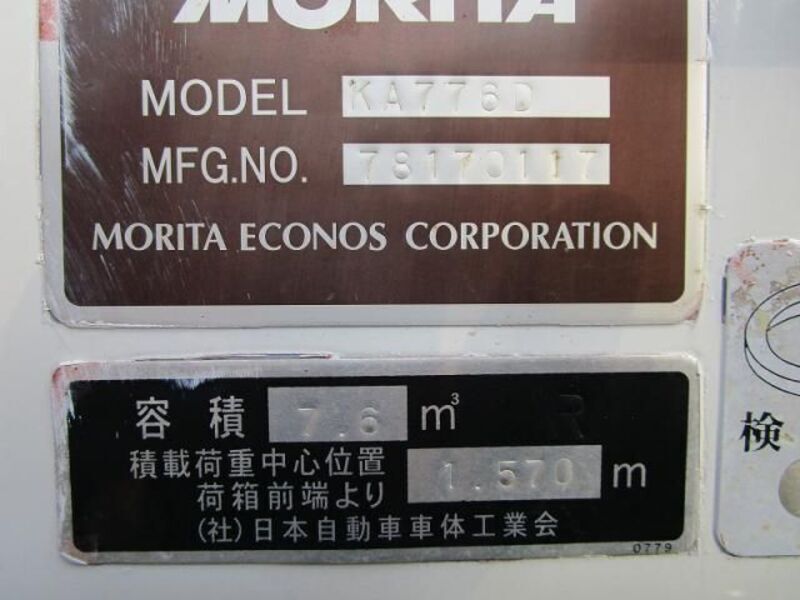 MORITA
MODEL KA776D
MFG.NO. 78170117
MORITA ECONOS CORPORATION
容積 7.6 m³ R
積載荷重中心位置
荷箱前端より 1.570 m
(社)日本自動車車体工業会
0779
検